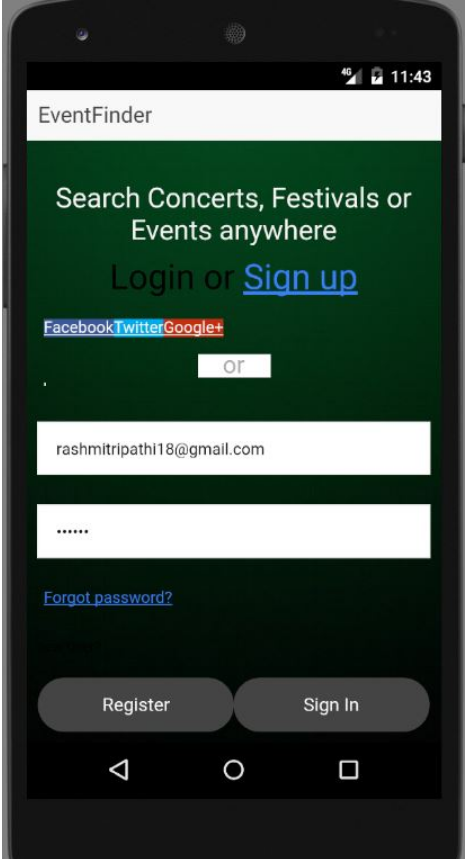 4G 11:43
EventFinder
Search Concerts, Festivals or
Events anywhere
Login or Sign up
FacebookTwitterGoogle+
or
rashmitripathi18@gmail.com
••••••
Forgot password?
Register Sign In